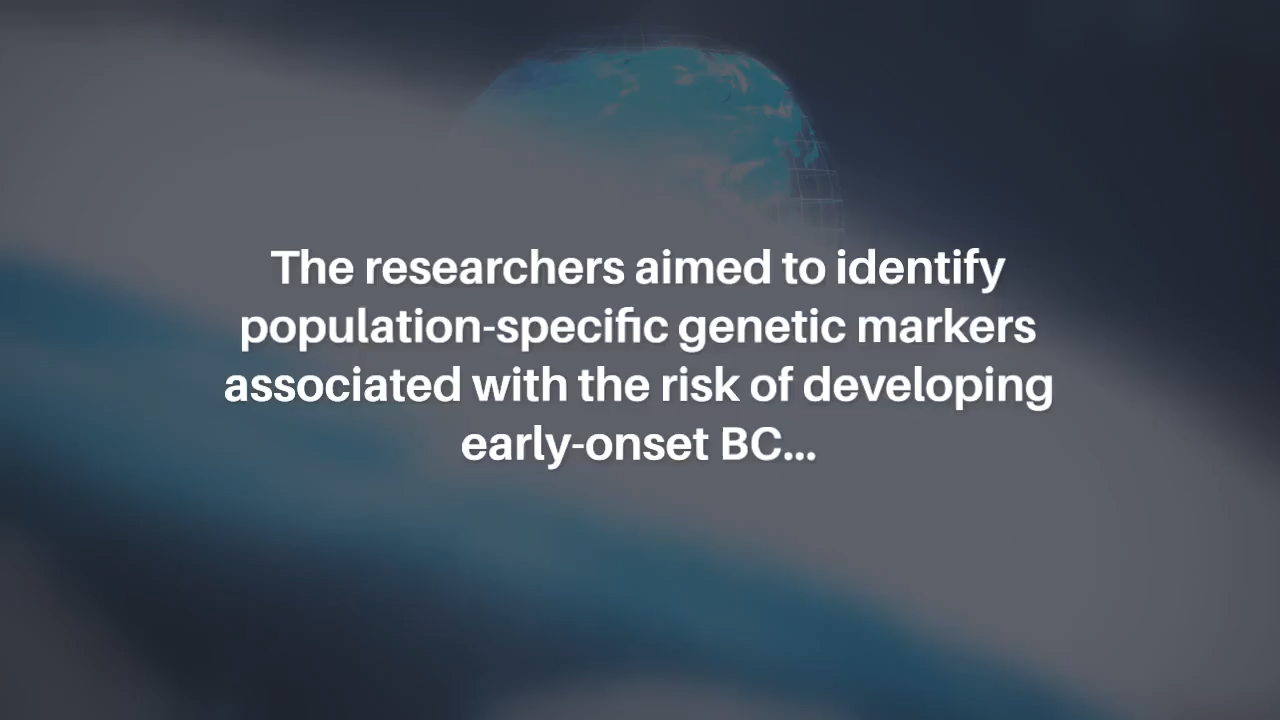 The researchers aimed to identify
population-specific genetic markers
associated with the risk of developing
early-onset BC...